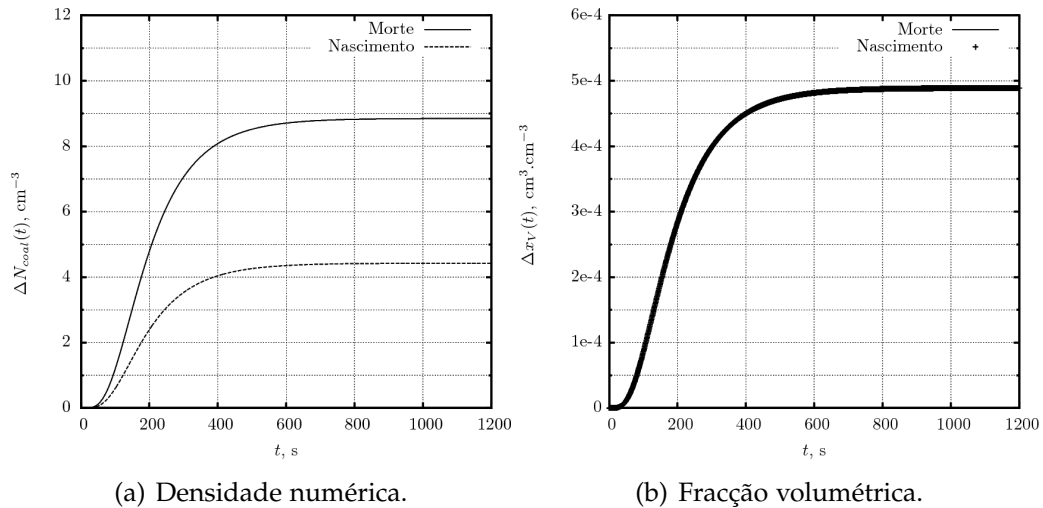 12
10
8
6
4
2
0
0
200
400
600
800
1000
1200
Morte
Nascimento
ΔN_coal(t), cm⁻³
t, s
(a) Densidade numérica.
6e-4
5e-4
4e-4
3e-4
2e-4
1e-4
0
0
200
400
600
800
1000
1200
Morte
Nascimento
Δx_V(t), cm³.cm⁻³
t, s
(b) Fracção volumétrica.